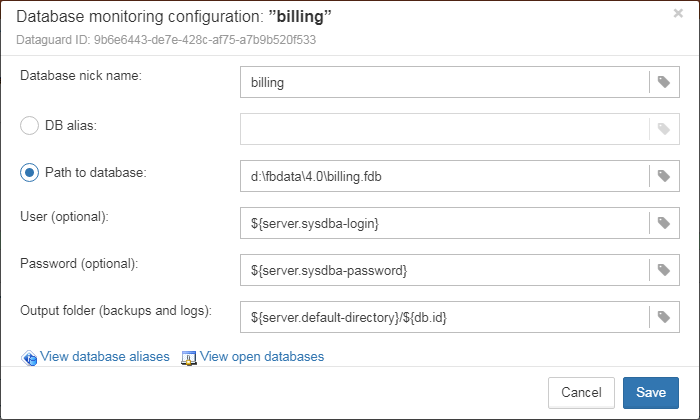 Database monitoring configuration: ”billing”
×
Dataguard ID: 9b6e6443-de7e-428c-af75-a7b9b520f533
Database nick name:
billing
DB alias:
Path to database:
d:\fbdata\4.0\billing.fdb
User (optional):
${server.sysdba-login}
Password (optional):
${server.sysdba-password}
Output folder (backups and logs):
${server.default-directory}/${db.id}
View database aliases View open databases
Cancel Save